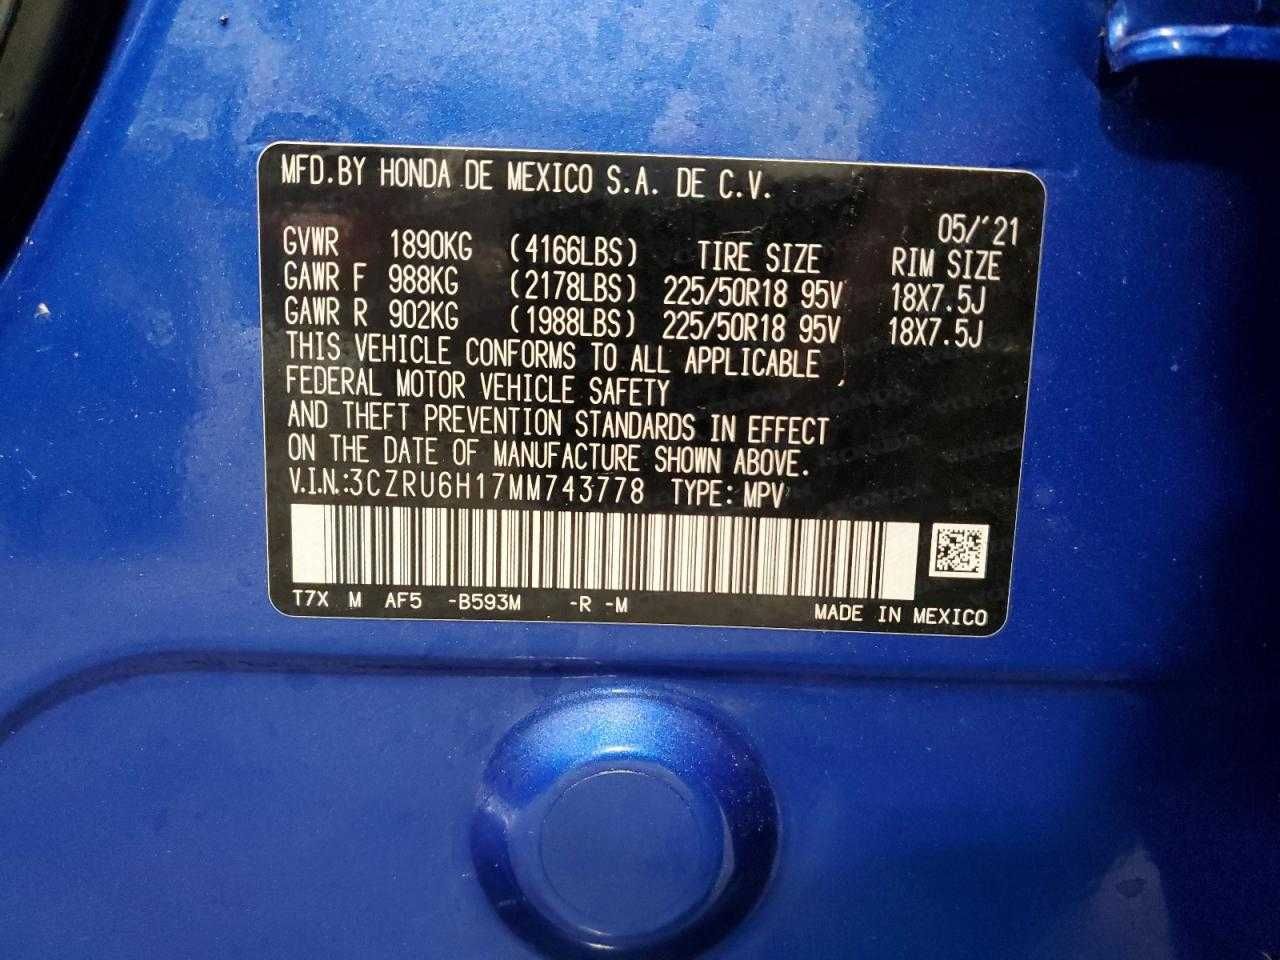 MFD.BY HONDA DE MEXICO S.A. DE C.V.
05/'21
GVWR 1890KG (4166LBS) TIRE SIZE RIM SIZE
GAWR F 988KG (2178LBS) 225/50R18 95V 18X7.5J
GAWR R 902KG (1988LBS) 225/50R18 95V 18X7.5J
THIS VEHICLE CONFORMS TO ALL APPLICABLE
FEDERAL MOTOR VEHICLE SAFETY
AND THEFT PREVENTION STANDARDS IN EFFECT
ON THE DATE OF MANUFACTURE SHOWN ABOVE.
V.I.N.:3CZRU6H17MM743778 TYPE: MPV
T7X M AF5 -B593M -R -M
MADE IN MEXICO